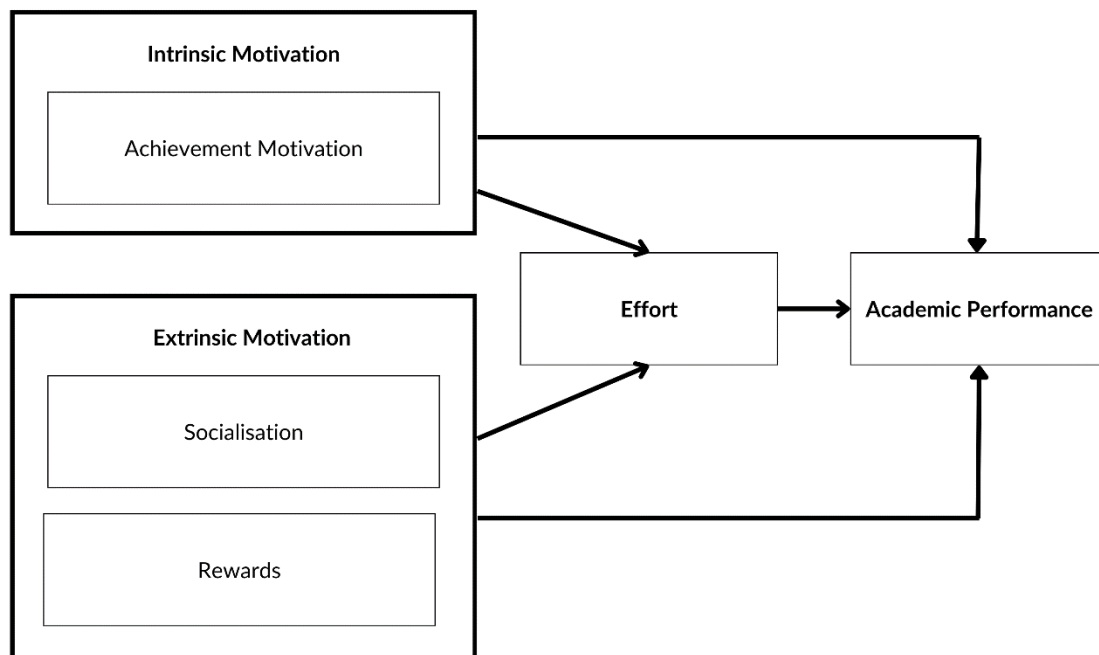 Intrinsic Motivation
Achievement Motivation
Effort
Academic Performance
Extrinsic Motivation
Socialisation
Rewards